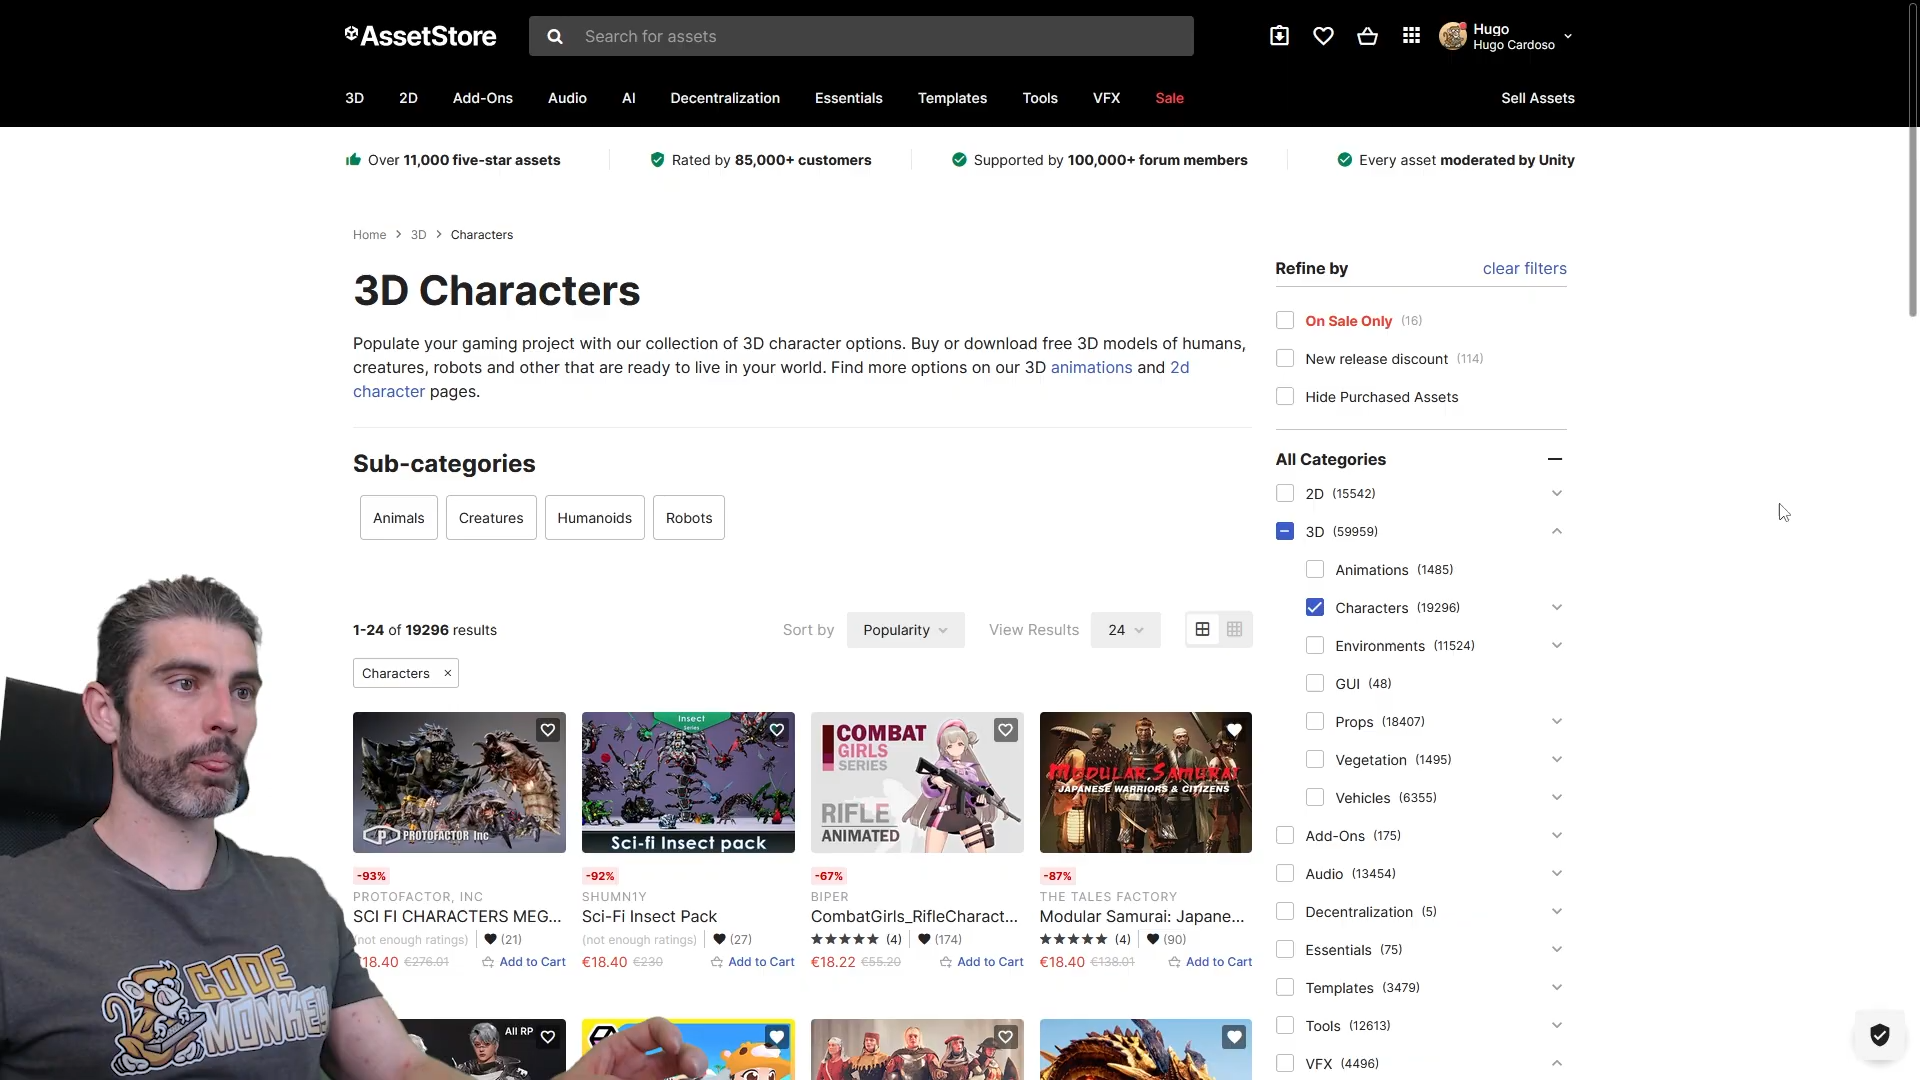 AssetStore
Search for assets
Hugo
Hugo Cardoso
3D 2D Add-Ons Audio AI Decentralization Essentials Templates Tools VFX Sale Sell Assets
Over 11,000 five-star assets
Rated by 85,000+ customers
Supported by 100,000+ forum members
Every asset moderated by Unity
Home > 3D > Characters
3D Characters
Populate your gaming project with our collection of 3D character options. Buy or download free 3D models of humans,
creatures, robots and other that are ready to live in your world. Find more options on our 3D animations and 2d
character pages.
Sub-categories
Animals Creatures Humanoids Robots
1-24 of 19296 results
Sort by Popularity View Results 24
Characters ×
COMBAT
GIRLS
SERIES
RIFLE
ANIMATED
PROTOFACTOR Inc
Insect
Series
Sci-fi Insect pack
MODULAR SAMURAI
JAPANESE WARRIORS & CITIZENS
-93%
PROTOFACTOR, INC
SCI FI CHARACTERS MEG...
(not enough ratings) (21)
18.40 €276.01 Add to Cart
-92%
SHUMN1Y
Sci-Fi Insect Pack
(not enough ratings) (27)
€18.40 €230 Add to Cart
-67%
BIPER
CombatGirls_RifleCharact...
(4) (174)
€18.22 €55.20 Add to Cart
-87%
THE TALES FACTORY
Modular Samurai: Japane...
(4) (90)
€18.40 €138.01 Add to Cart
All RP
CODE
MONKEY
Refine by clear filters
On Sale Only (16)
New release discount (114)
Hide Purchased Assets
All Categories
2D (15542)
3D (59959)
Animations (1485)
Characters (19296)
Environments (11524)
GUI (48)
Props (18407)
Vegetation (1495)
Vehicles (6355)
Add-Ons (175)
Audio (13454)
Decentralization (5)
Essentials (75)
Templates (3479)
Tools (12613)
VFX (4496)